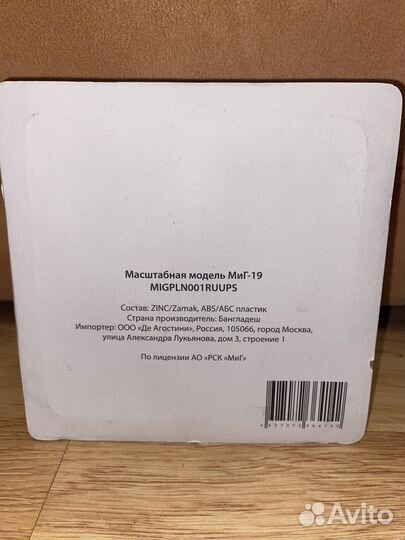 Масштабная модель МиГ-19
MIGPLN001RUUPS
Состав: ZINC/Zamak, ABS/АБС пластик
Страна производитель: Бангладеш
Импортер: ООО «Де Агостини», Россия, 105066, город Москва,
улица Александра Лукьянова, дом 3, строение 1
По лицензии АО «РСК «МиГ»
Avito